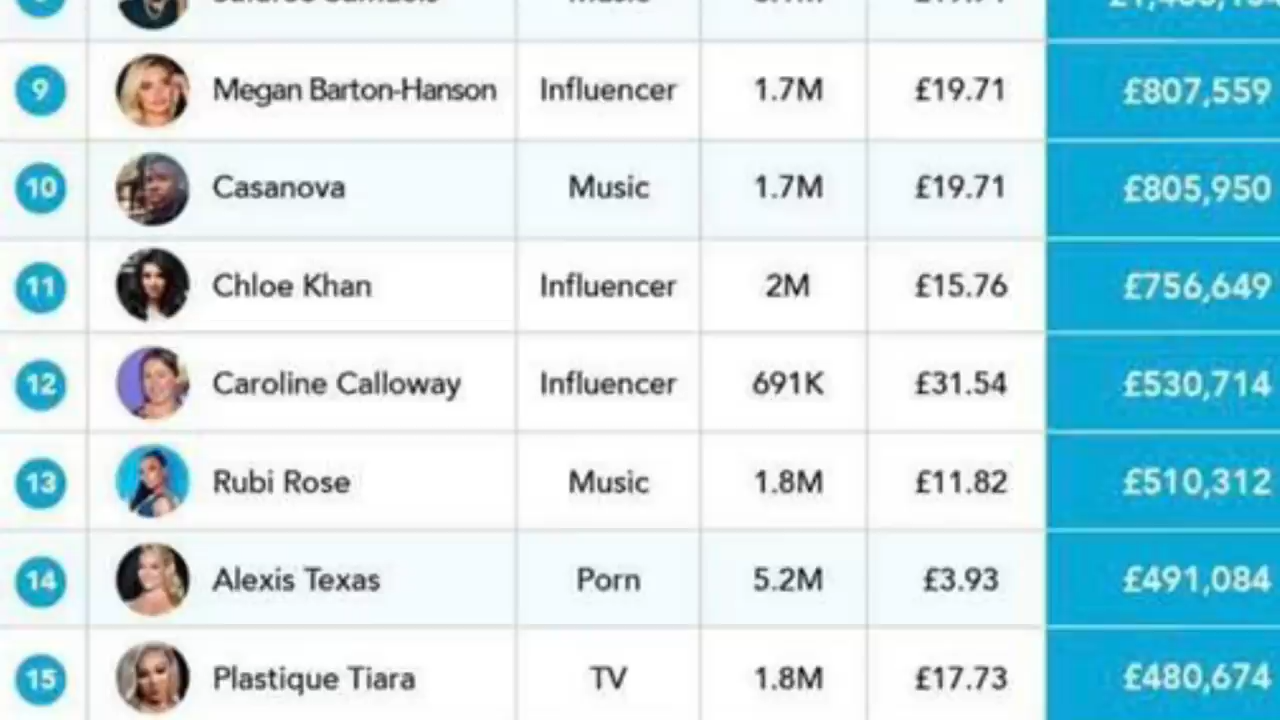 9 Megan Barton-Hanson Influencer 1.7M £19.71 £807,559
10 Casanova Music 1.7M £19.71 £805,950
11 Chloe Khan Influencer 2M £15.76 £756,649
12 Caroline Calloway Influencer 691K £31.54 £530,714
13 Rubi Rose Music 1.8M £11.82 £510,312
14 Alexis Texas Porn 5.2M £3.93 £491,084
15 Plastique Tiara TV 1.8M £17.73 £480,674